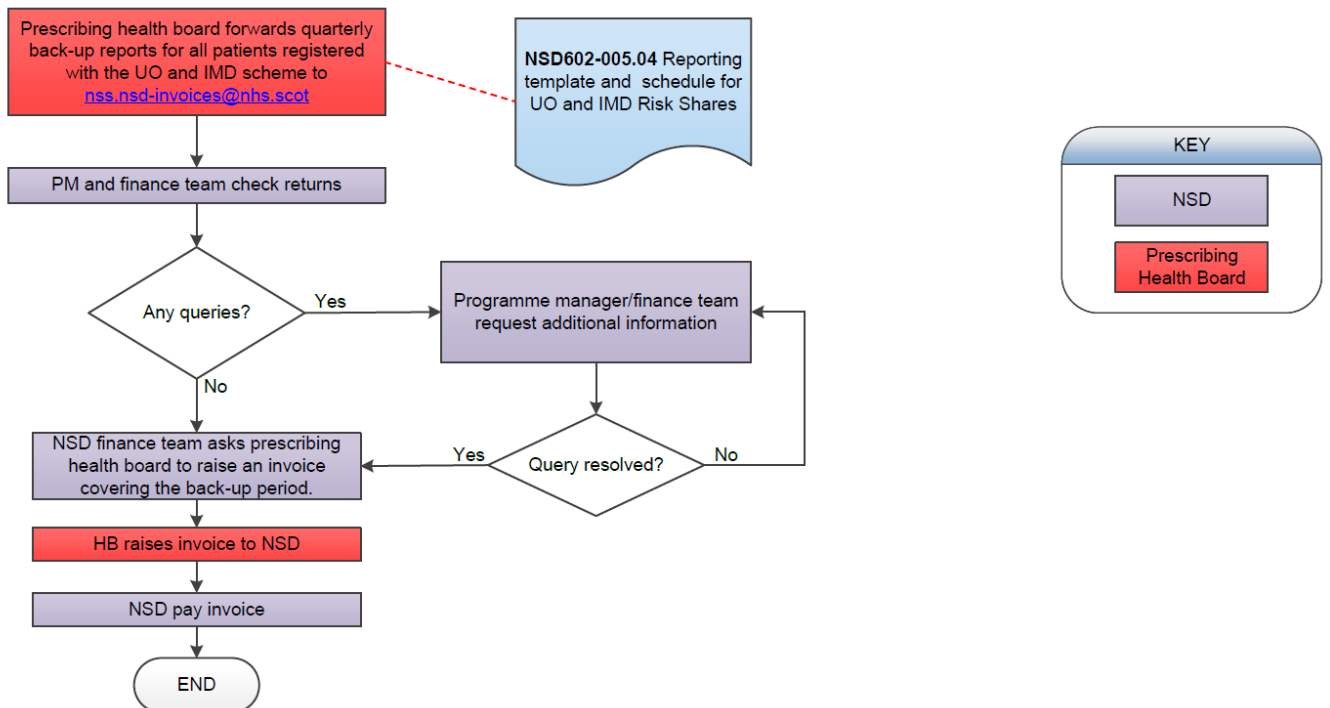 Prescribing health board forwards quarterly
back-up reports for all patients registered
with the UO and IMD scheme to
nss.nsd-invoices@nhs.scot
NSD602-005.04 Reporting
template and schedule for
UO and IMD Risk Shares
KEY
NSD
Prescribing
Health Board
PM and finance team check returns
Any queries?
Yes
No
Programme manager/finance team
request additional information
Query resolved?
Yes
No
NSD finance team asks prescribing
health board to raise an invoice
covering the back-up period.
HB raises invoice to NSD
NSD pay invoice
END